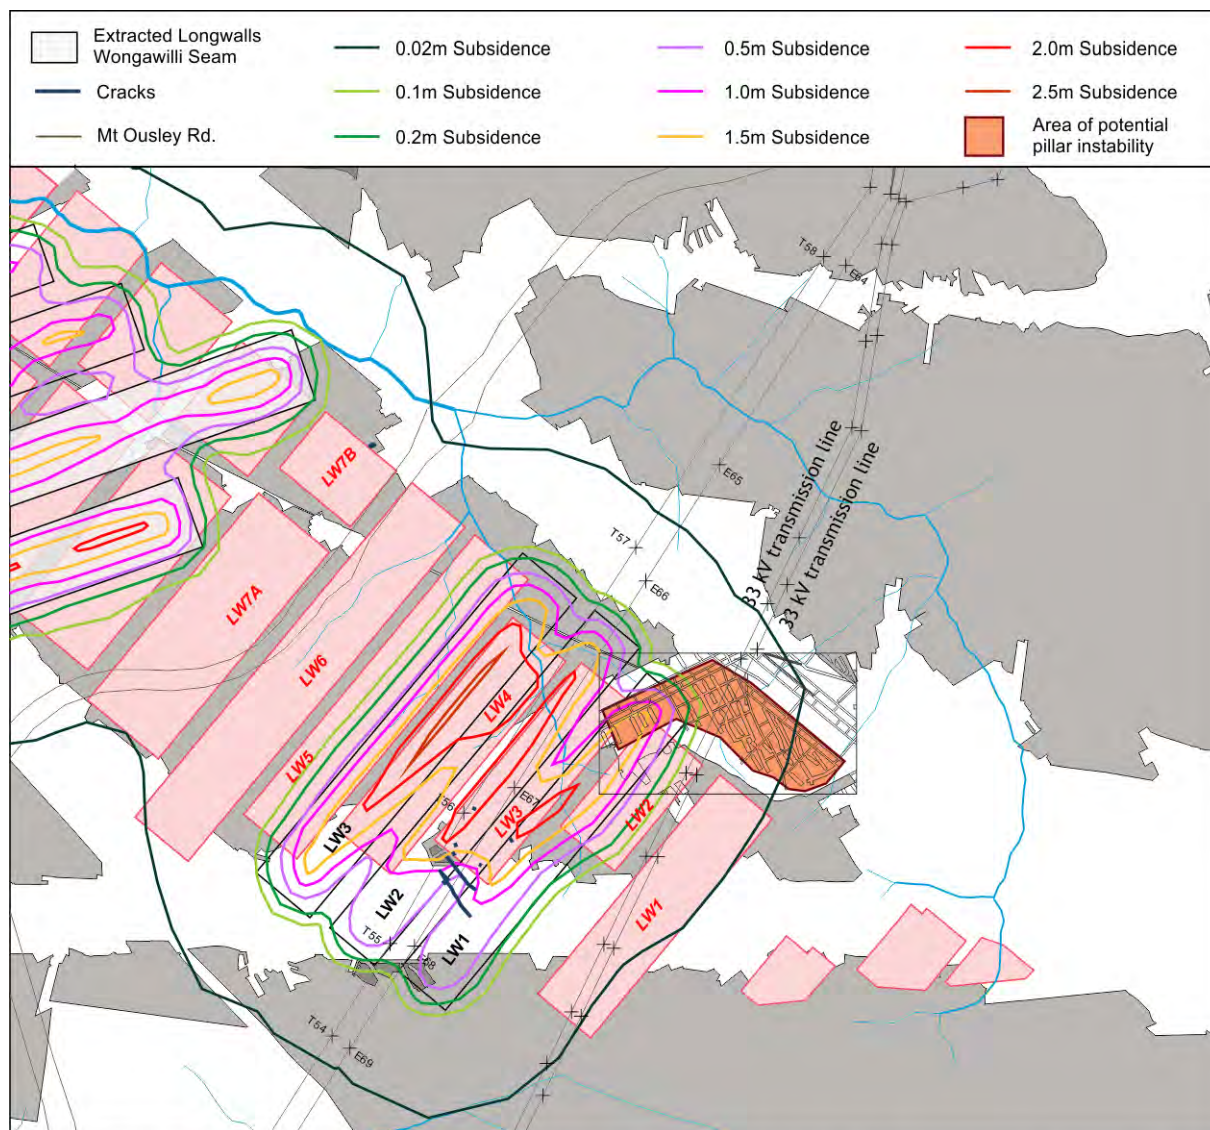 Extracted Longwalls
Wongawilli Seam
Cracks
Mt Ousley Rd.
0.02m Subsidence
0.1m Subsidence
0.2m Subsidence
0.5m Subsidence
1.0m Subsidence
1.5m Subsidence
2.0m Subsidence
2.5m Subsidence
Area of potential
pillar instability
T58
E64
E65
33 kV transmission line
33 kV transmission line
LW7B
T57
E66
LW7A
LW6
LW4
LW5
E67
T56
LW3
LW3
LW2
LW2
LW1
LW1
T55
T54
E69